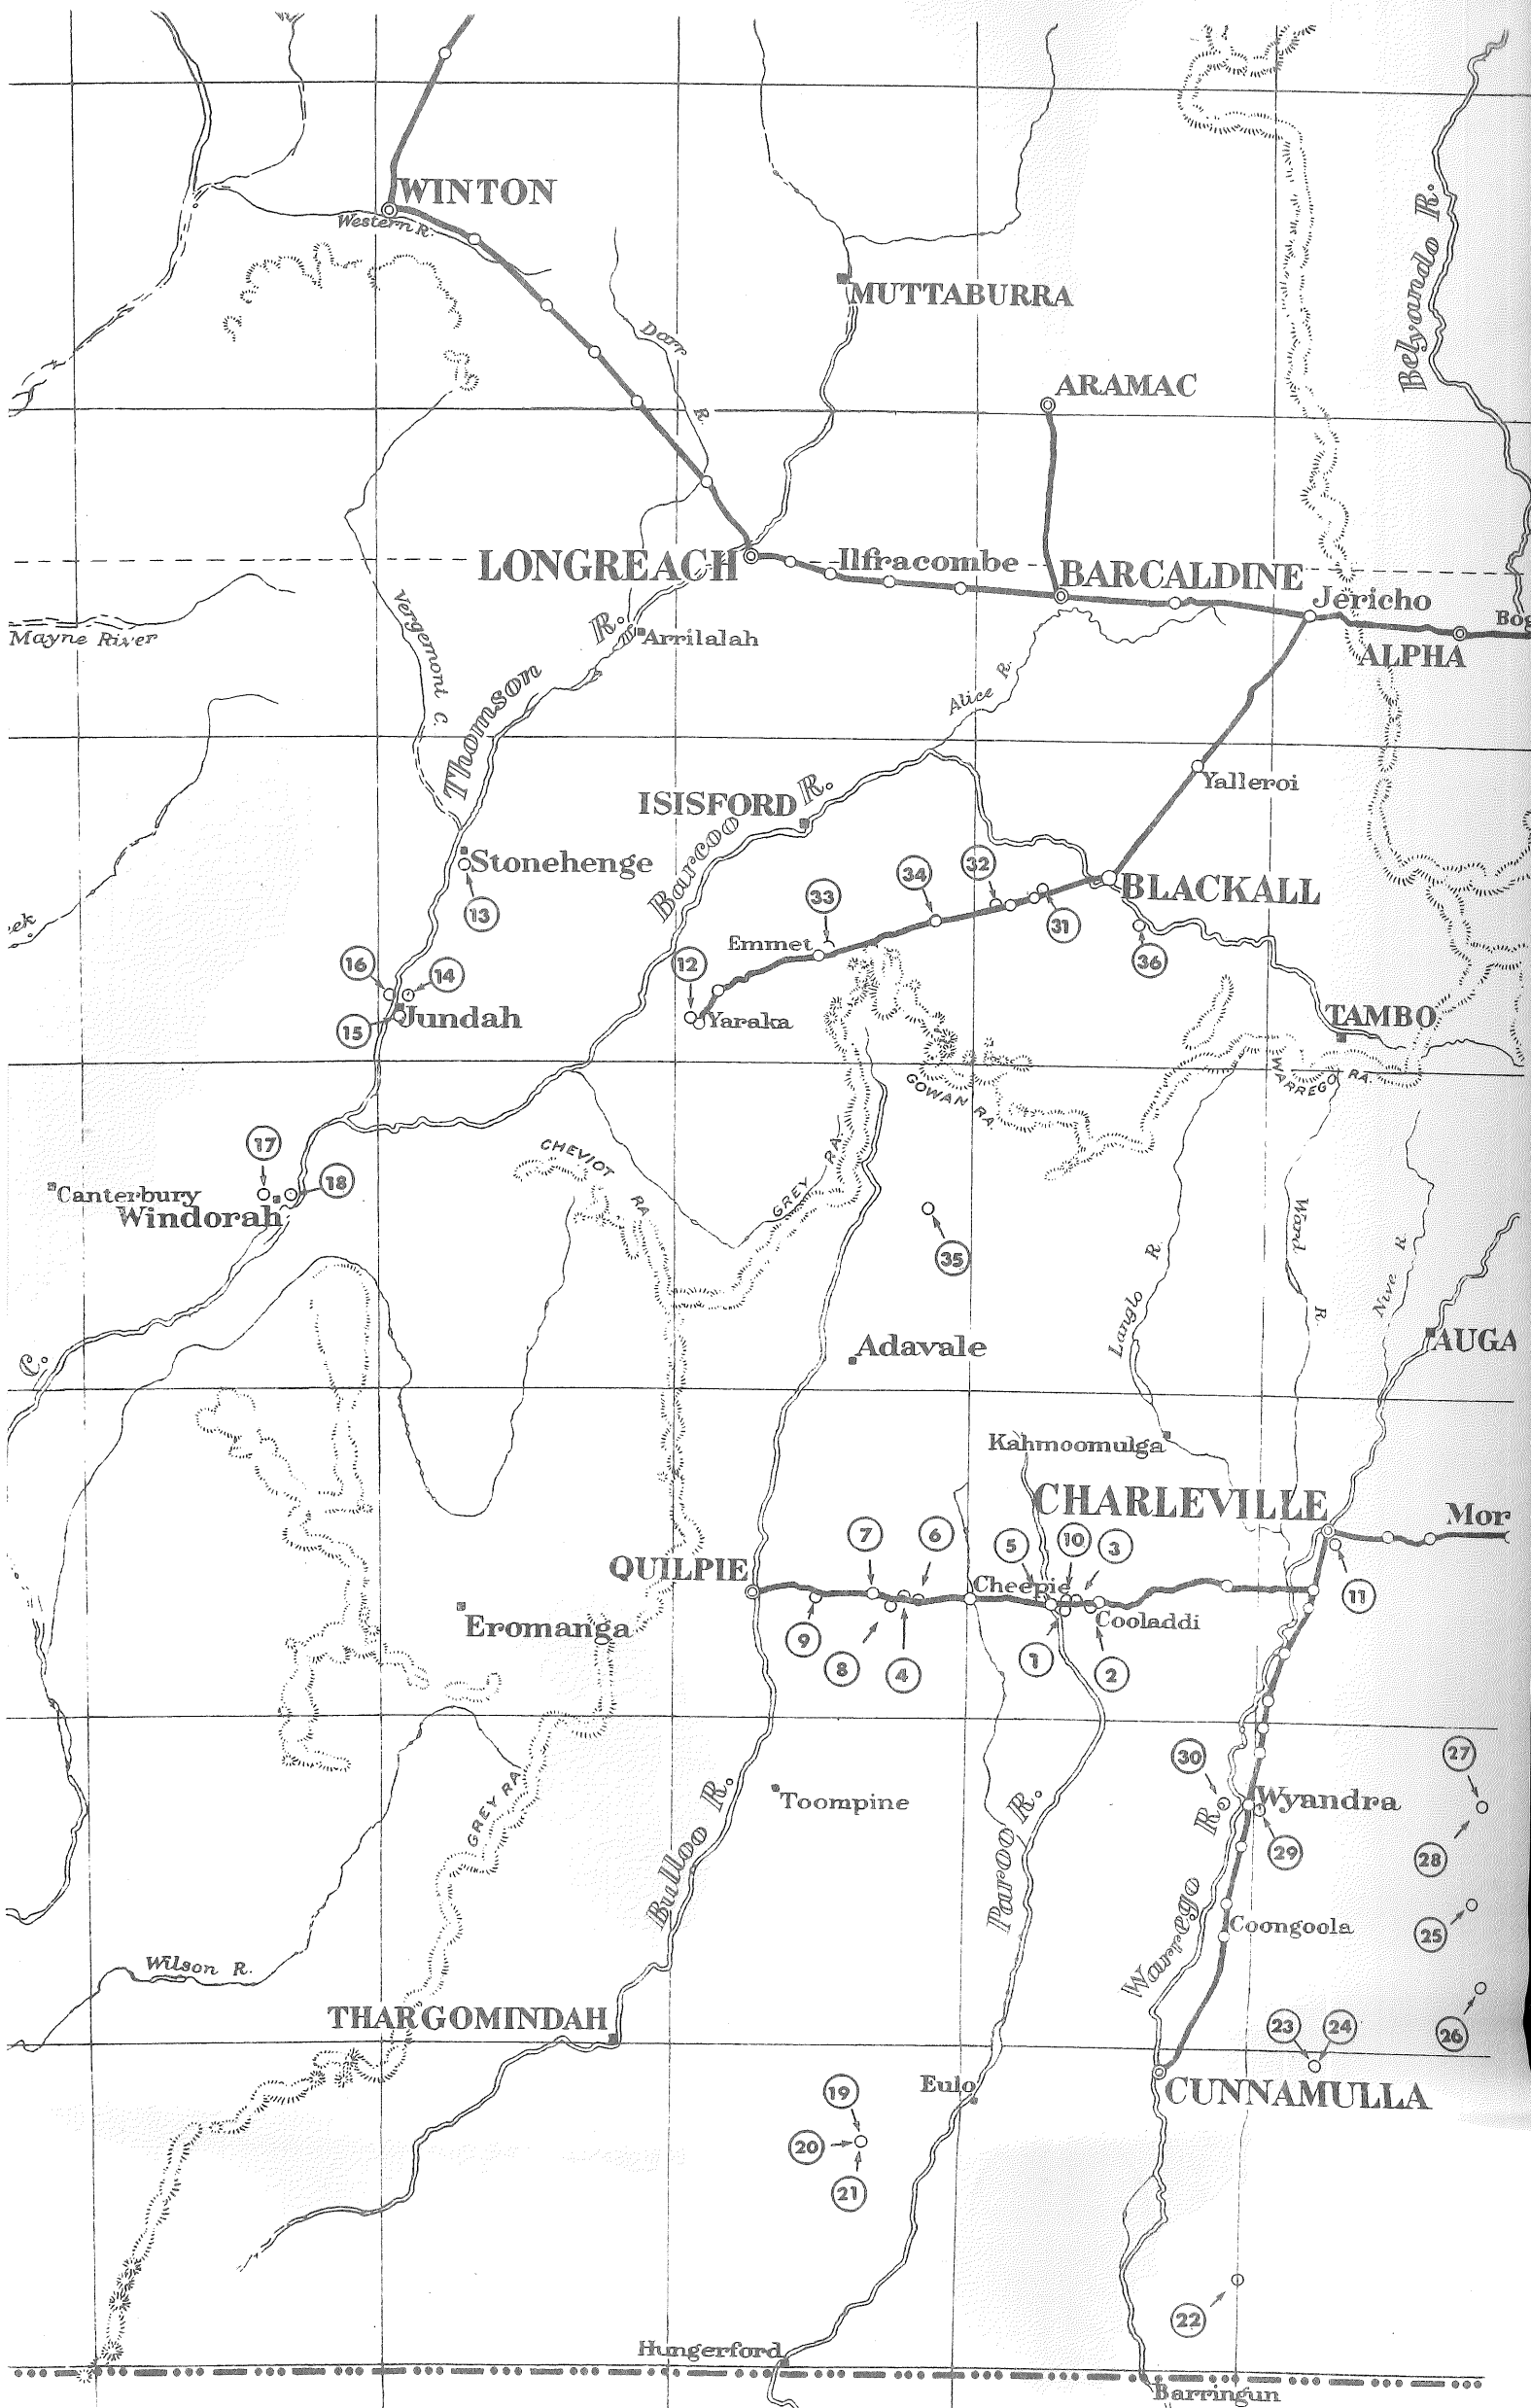 WINTON
Western R.
Belyando R.
MUTTABURRA
Darr
R.
ARAMAC
LONGREACH
Ilfracombe
BARCALDINE
Jericho
Bog
ALPHA
Mayne River
Vergemont C.
R.
Arrilalah
Thomson
Alice R.
Yalleroi
ISISFORD
R.
Barcoo
Stonehenge
13
34
32
BLACKALL
33
31
Emmet
36
16
14
12
15
Jundah
Yaraka
TAMBO
eek
GOWAN RA.
WARREGO RA.
17
CHEVIOT
RA.
GREY RA.
18
Canterbury
Windorah
35
Langlo R.
Ward
R.
Nive R.
C.
Adavale
AUGA
Kahmoomulga
CHARLEVILLE
Mor
7
6
5
10
3
QUILPIE
Cheepie
11
Eromanga
Cooladdi
9
8
4
1
2
30
27
GREY RA.
Toompine
Wyandra
R.
29
28
Bulloo R.
Paroo R.
Warrego
Coongoola
25
Wilson R.
THARGOMINDAH
23
24
26
Eulo
CUNNAMULLA
19
20
21
22
Hungerford
Barringun